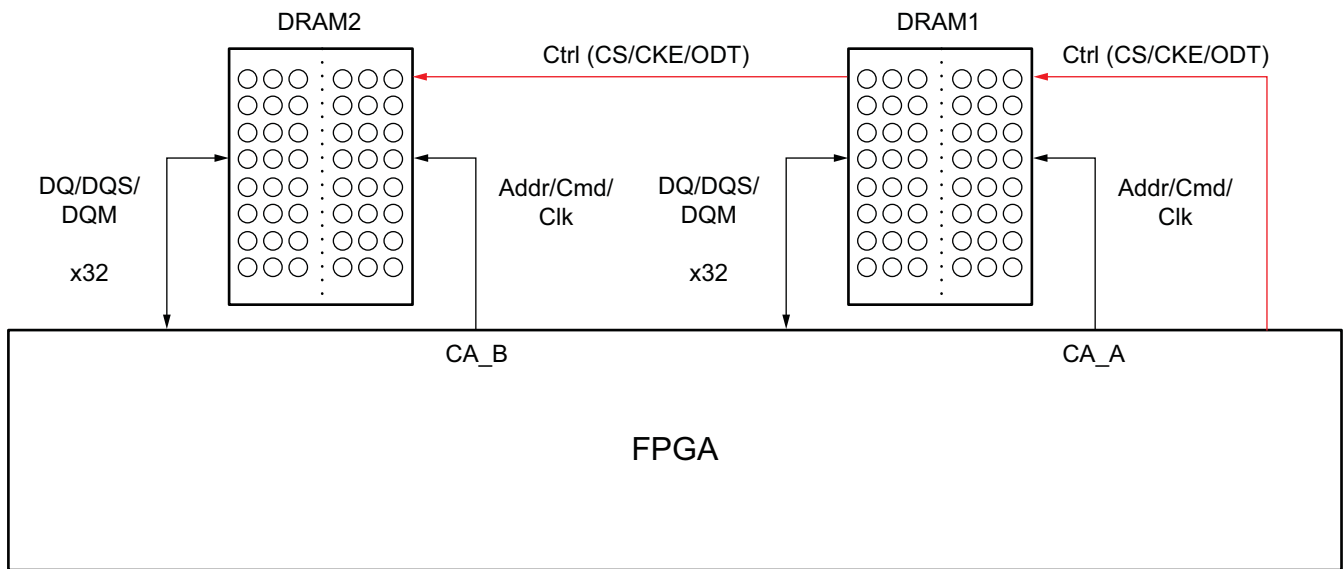 DRAM2
DRAM1
Ctrl (CS/CKE/ODT)
Ctrl (CS/CKE/ODT)
DQ/DQS/
DQM
x32
Addr/Cmd/
Clk
DQ/DQS/
DQM
x32
Addr/Cmd/
Clk
CA_B
CA_A
FPGA